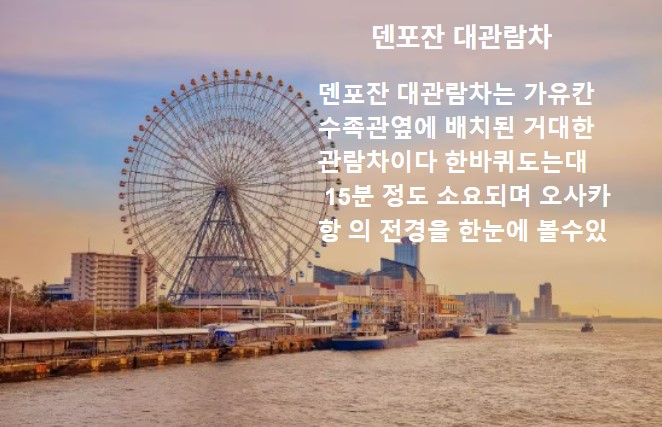 덴포잔 대관람차
덴포잔 대관람차는 가유칸
수족관옆에 배치된 거대한
관람차이다 한바퀴도는대
15분 정도 소요되며 오사카
항 의 전경을 한눈에 볼수있